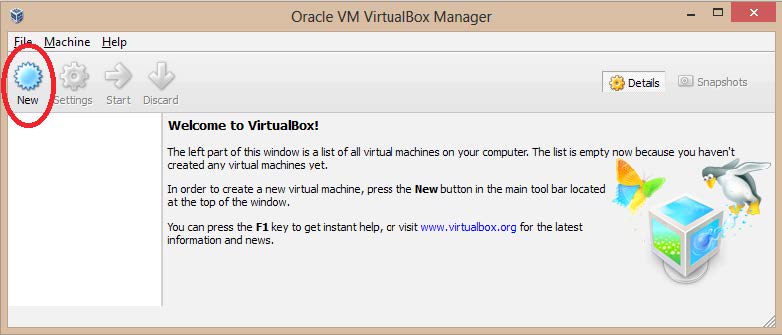 Oracle VM VirtualBox Manager
File Machine Help
New Settings Start Discard Details Snapshots
Welcome to VirtualBox!
The left part of this window is a list of all virtual machines on your computer. The list is empty now because you haven't
created any virtual machines yet.
In order to create a new virtual machine, press the New button in the main tool bar located
at the top of the window.
You can press the F1 key to get instant help, or visit www.virtualbox.org for the latest
information and news.